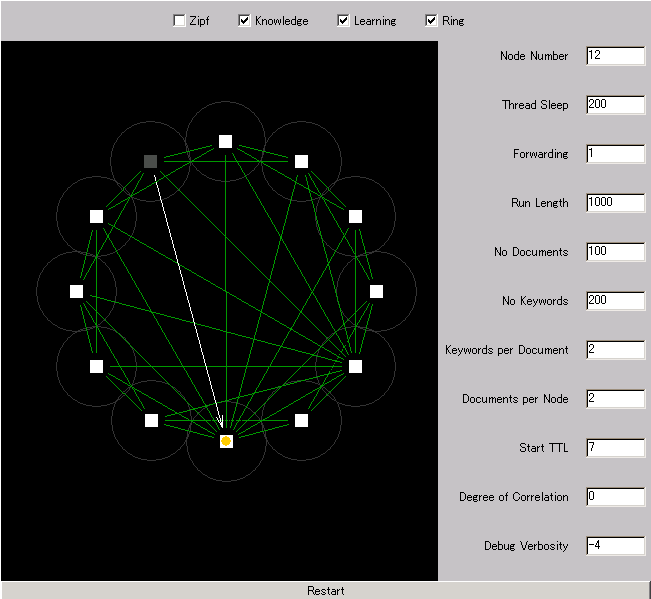 Zipf Knowledge Learning Ring
Node Number 12
Thread Sleep 200
Forwarding 1
Run Length 1000
No Documents 100
No Keywords 200
Keywords per Document 2
Documents per Node 2
Start TTL 7
Degree of Correlation 0
Debug Verbosity -4
Restart